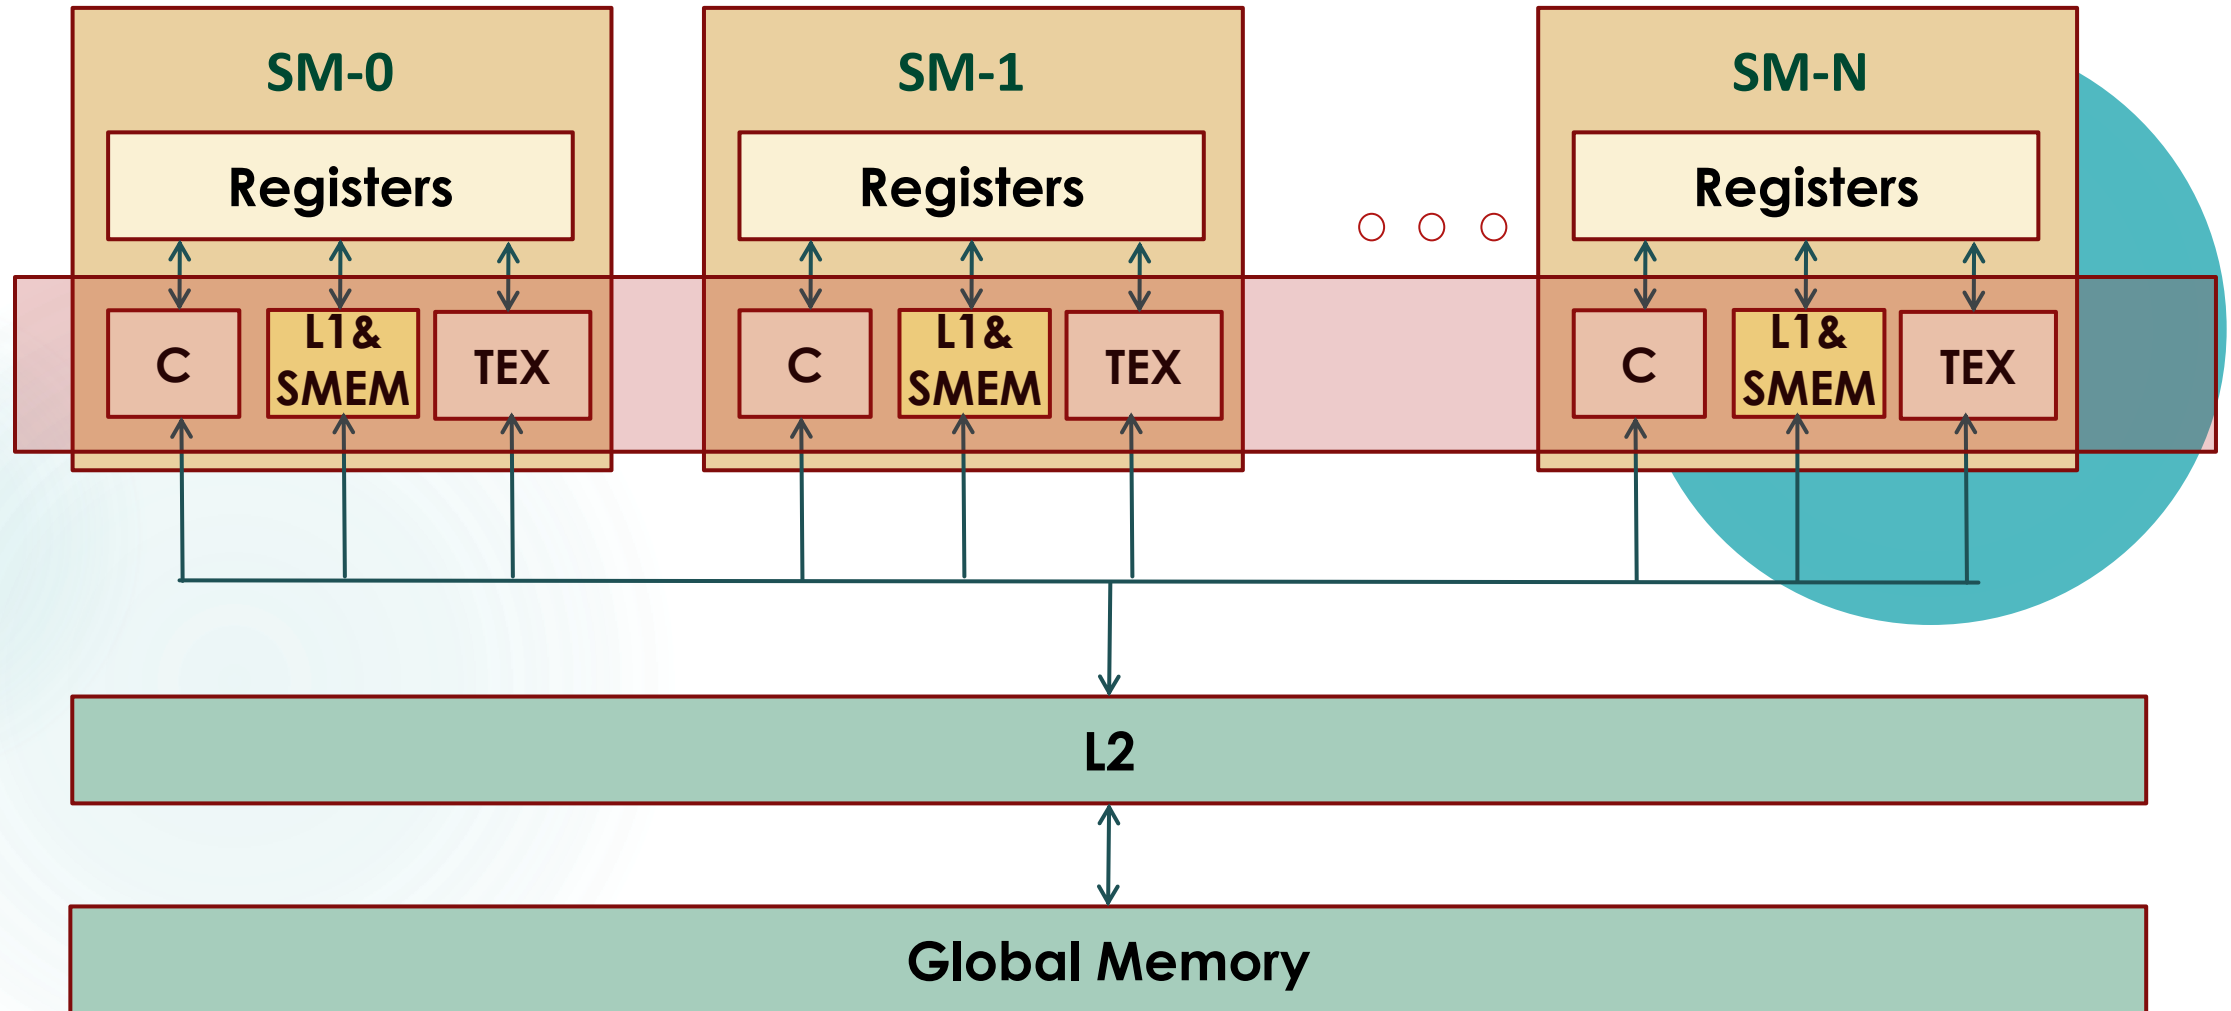 SM-0
SM-1
SM-N
Registers
Registers
Registers
C
L1&
SMEM
TEX
C
L1&
SMEM
TEX
C
L1&
SMEM
TEX
L2
Global Memory